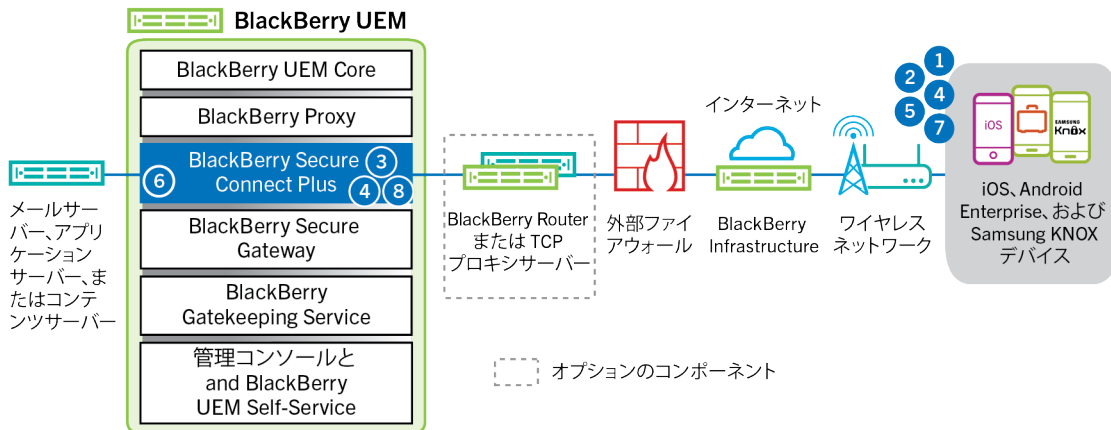 BlackBerry UEM
BlackBerry UEM Core
BlackBerry Proxy
BlackBerry Secure
Connect Plus
3
4
8
6
BlackBerry Secure
Gateway
BlackBerry
Gatekeeping Service
管理コンソールと
and BlackBerry
UEM Self-Service
メールサー
バー、アプリ
ケーション
サーバー、ま
たはコンテ
ンツサーバー
BlackBerry Router
または TCP
プロキシサーバー
外部ファイ
アウォール
インターネット
BlackBerry
Infrastructure
ワイヤレス
ネットワーク
1
2
4
5
7
iOS
SAMSUNG
Knox
iOS、Android
Enterprise、および
Samsung KNOX
デバイス
オプションのコンポーネント